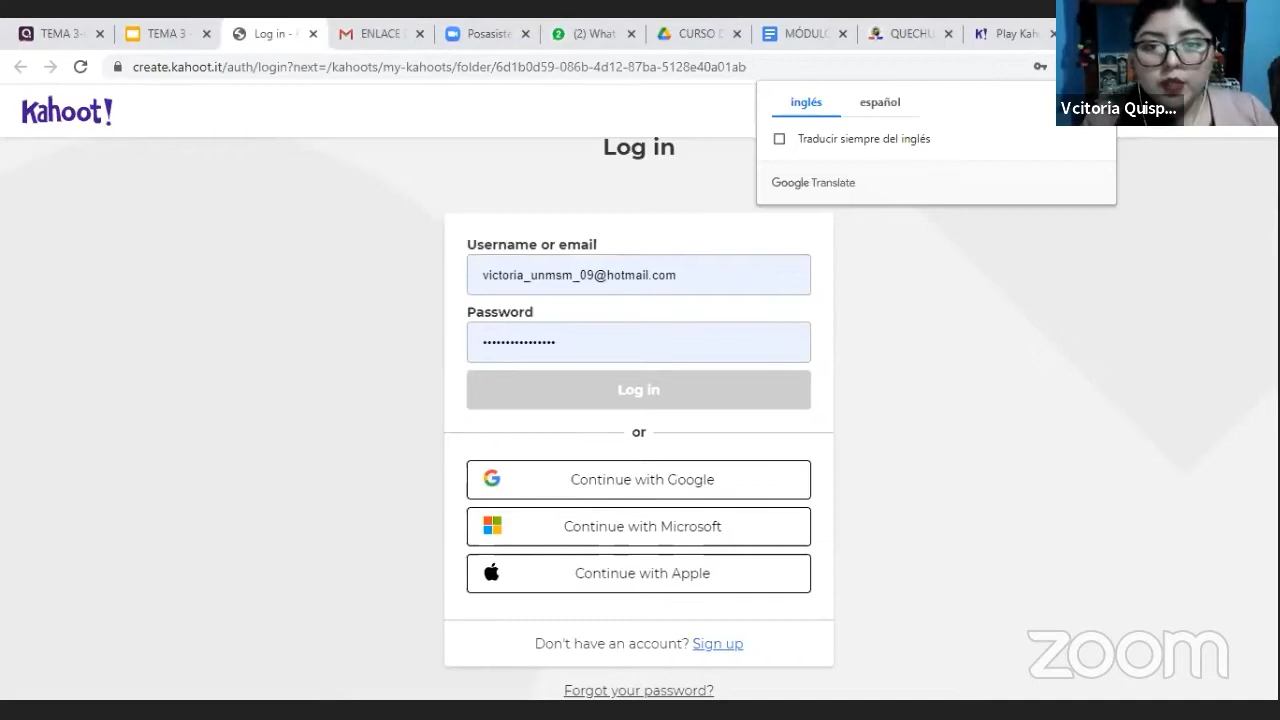 TEMA 3- TEMA 3 - Log in - ENLACE Posasiste (2) What CURSO D MÓDUL QUECHU Play Kah
create.kahoot.it/auth/login?next=/kahoots/my-kahoots/folder/6d1b0d59-086b-4d12-87ba-5128e40a01ab
Kahoot!
inglés español
Traducir siempre del inglés
Google Translate
Vcitoria Quisp...
Log in
Username or email
victoria_unmsm_09@hotmail.com
Password
••••••••••••••••
Log in
or
Continue with Google
Continue with Microsoft
Continue with Apple
Don't have an account? Sign up
Forgot your password?
zoom